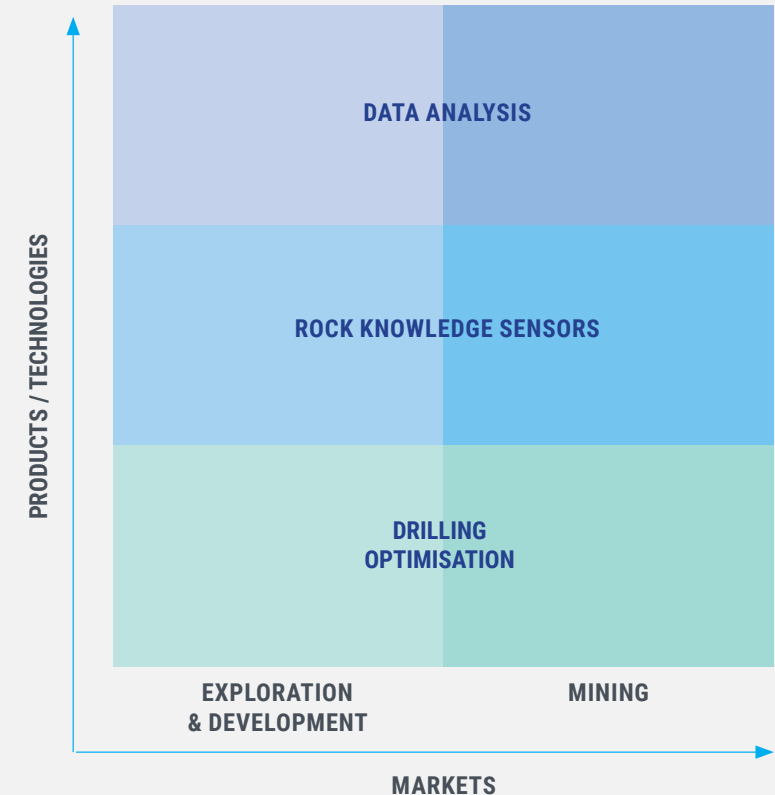 PRODUCTS / TECHNOLOGIES
DATA ANALYSIS
ROCK KNOWLEDGE SENSORS
DRILLING
OPTIMISATION
EXPLORATION
& DEVELOPMENT
MINING
MARKETS